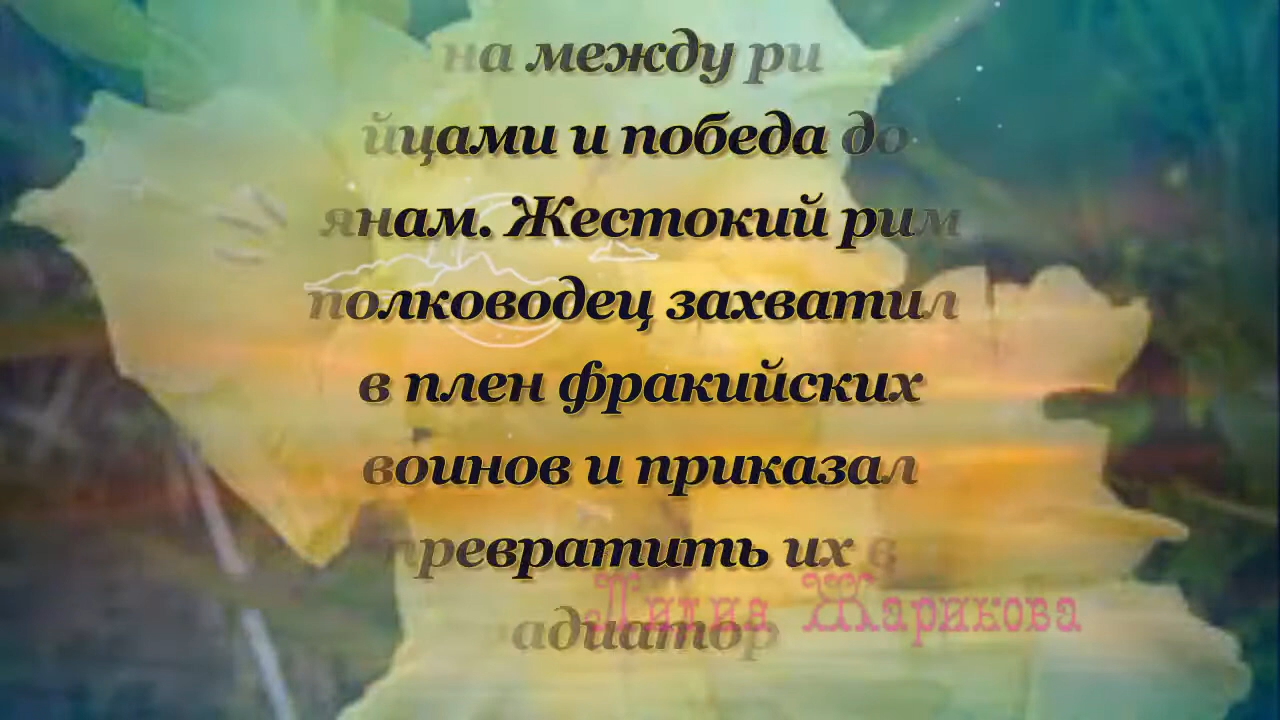 на между ри
йцами и победа до
янам. Жестокий рим
полководец захватил
в плен фракийских
воинов и приказал
превратить их в
адиатор
Лилия Жарикова